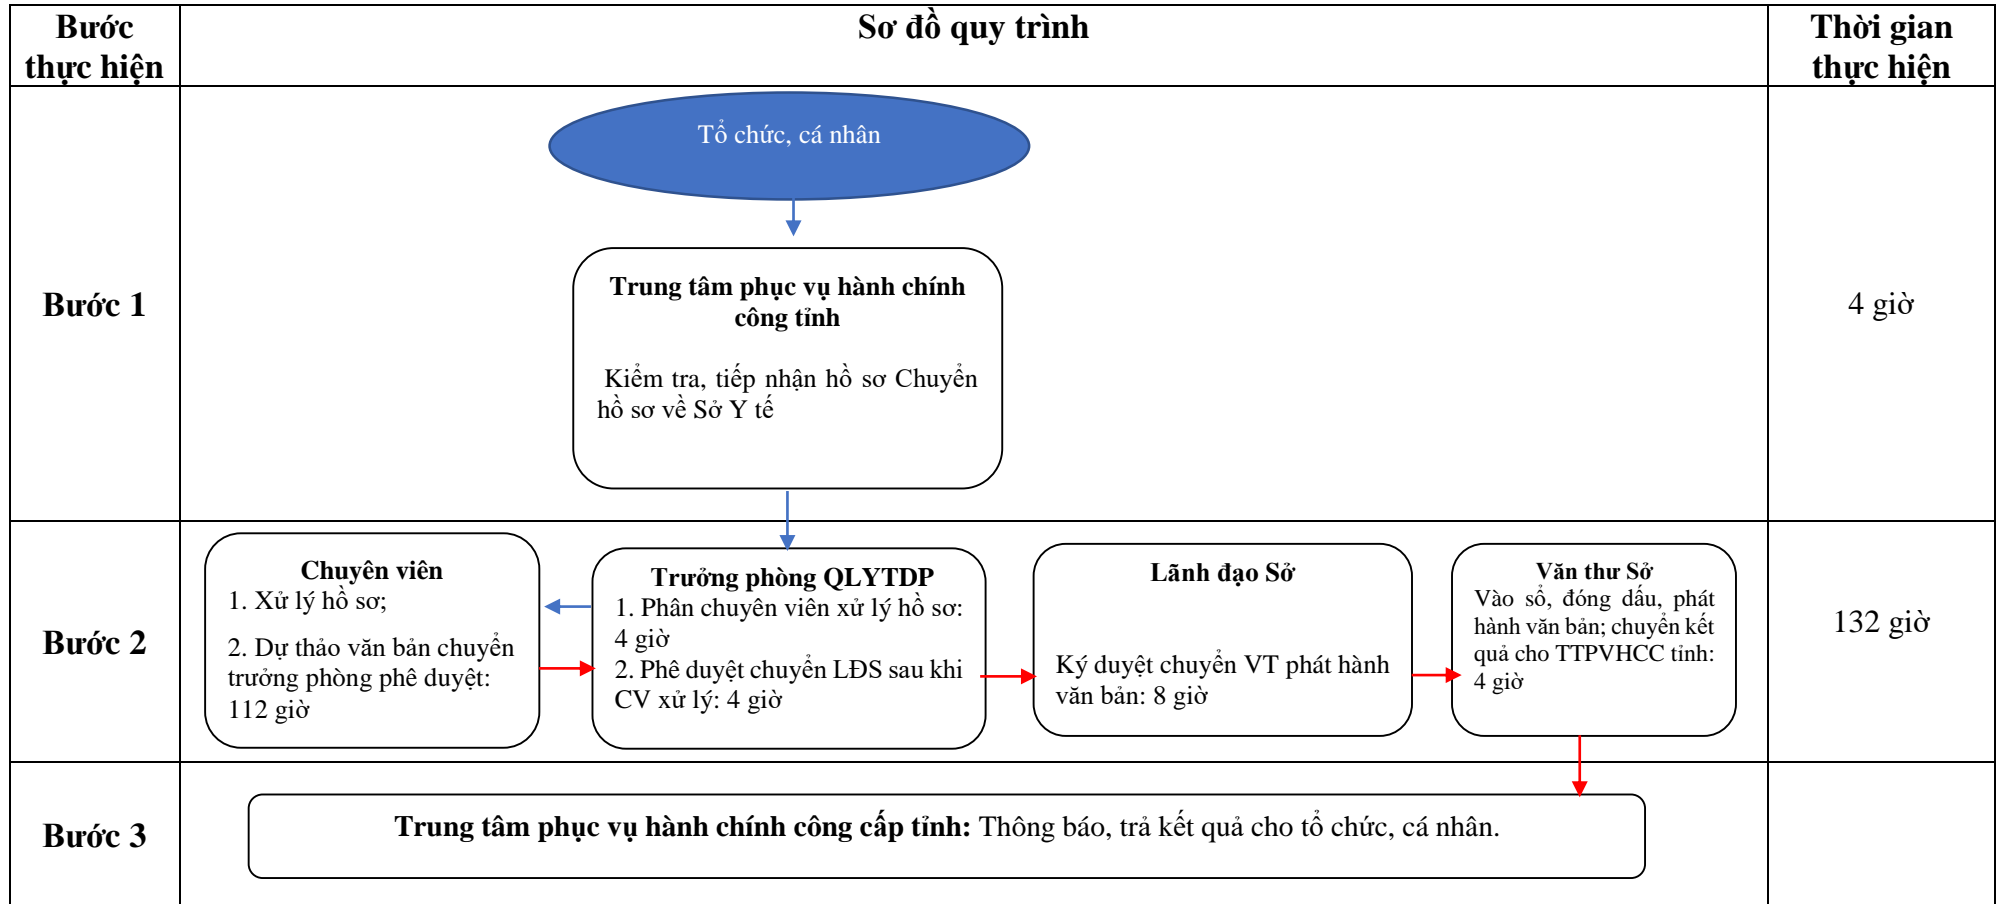 Bước
thực hiện
Sơ đồ quy trình
Thời gian
thực hiện
Bước 1
Tổ chức, cá nhân
Trung tâm phục vụ hành chính
công tỉnh
Kiểm tra, tiếp nhận hồ sơ Chuyển
hồ sơ về Sở Y tế
4 giờ
Bước 2
Chuyên viên
1. Xử lý hồ sơ;
2. Dự thảo văn bản chuyển
trưởng phòng phê duyệt:
112 giờ
Trưởng phòng QLYTDP
1. Phân chuyên viên xử lý hồ sơ:
4 giờ
2. Phê duyệt chuyển LĐS sau khi
CV xử lý: 4 giờ
Lãnh đạo Sở
Ký duyệt chuyển VT phát hành
văn bản: 8 giờ
Văn thư Sở
Vào sổ, đóng dấu, phát
hành văn bản; chuyển kết
quả cho TTPVHCC tỉnh:
4 giờ
132 giờ
Bước 3
Trung tâm phục vụ hành chính công cấp tỉnh: Thông báo, trả kết quả cho tổ chức, cá nhân.